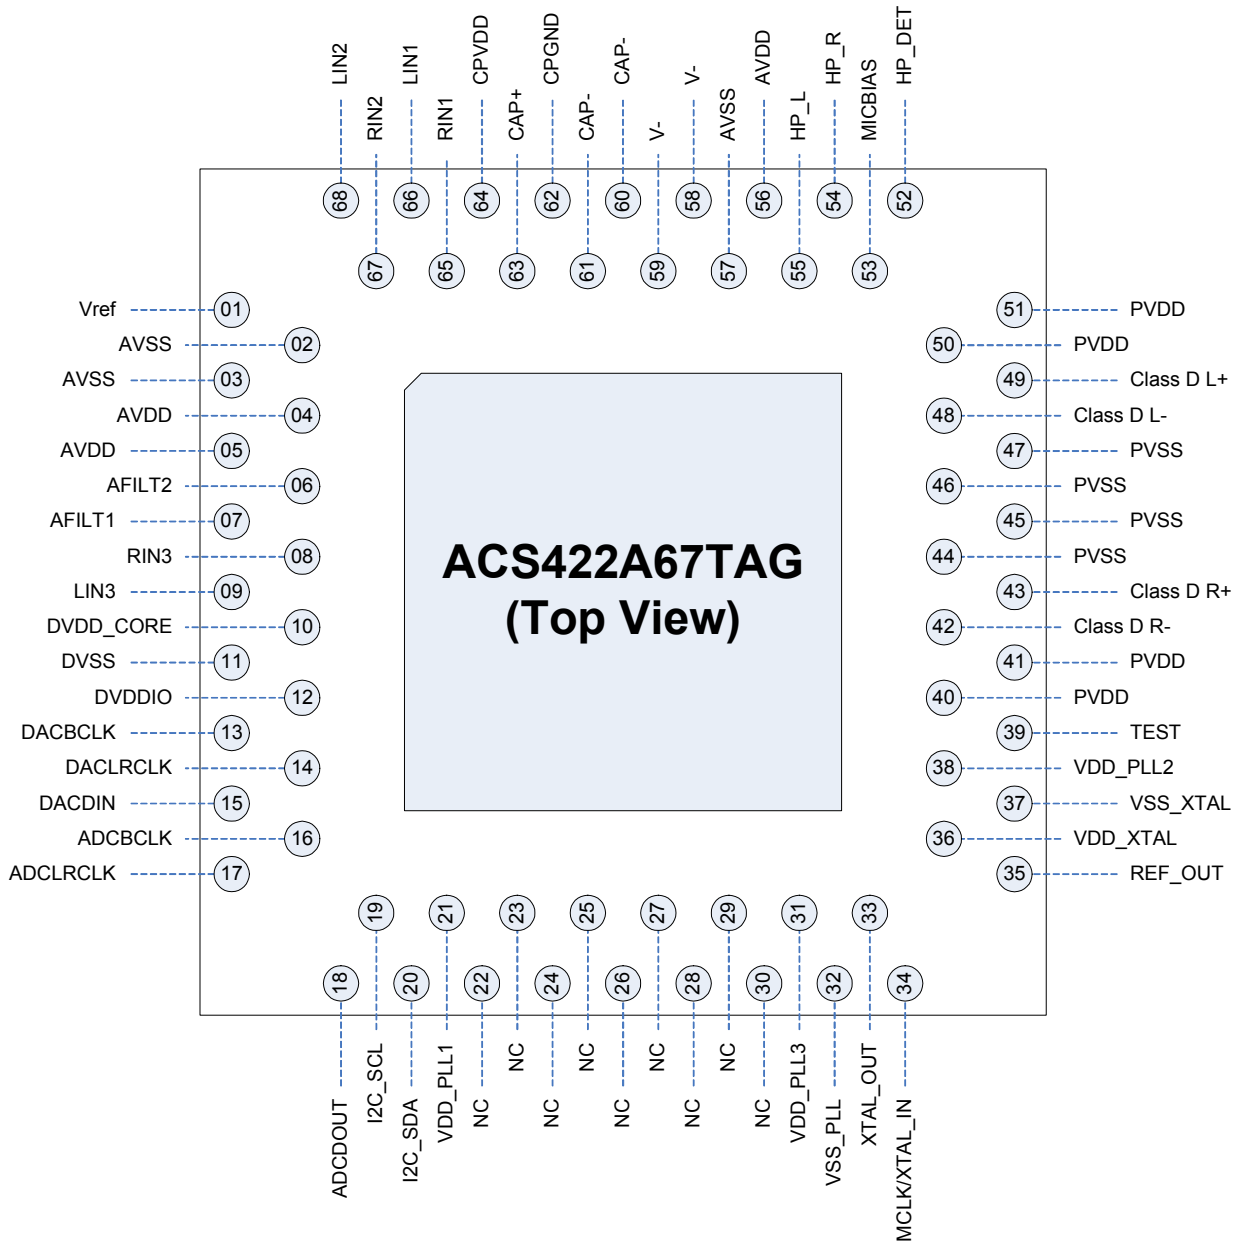 LIN2
RIN2
LIN1
RIN1
CPVDD
CAP+
CPGND
CAP-
CAP-
V-
V-
AVSS
AVDD
HP_L
HP_R
MICBIAS
HP_DET
68
67
66
65
64
63
62
61
60
59
58
57
56
55
54
53
52
Vref 01
AVSS 02
AVSS 03
AVDD 04
AVDD 05
AFILT2 06
AFILT1 07
RIN3 08
LIN3 09
DVDD_CORE 10
DVSS 11
DVDDIO 12
DACBCLK 13
DACLRCLK 14
DACDIN 15
ADCBCLK 16
ADCLRCLK 17
ACS422A67TAG
(Top View)
51 PVDD
50 PVDD
49 Class D L+
48 Class D L-
47 PVSS
46 PVSS
45 PVSS
44 PVSS
43 Class D R+
42 Class D R-
41 PVDD
40 PVDD
39 TEST
38 VDD_PLL2
37 VSS_XTAL
36 VDD_XTAL
35 REF_OUT
18
19
20
21
22
23
24
25
26
27
28
29
30
31
32
33
34
ADCDOUT
I2C_SCL
I2C_SDA
VDD_PLL1
NC
NC
NC
NC
NC
NC
NC
NC
NC
VDD_PLL3
VSS_PLL
XTAL_OUT
MCLK/XTAL_IN